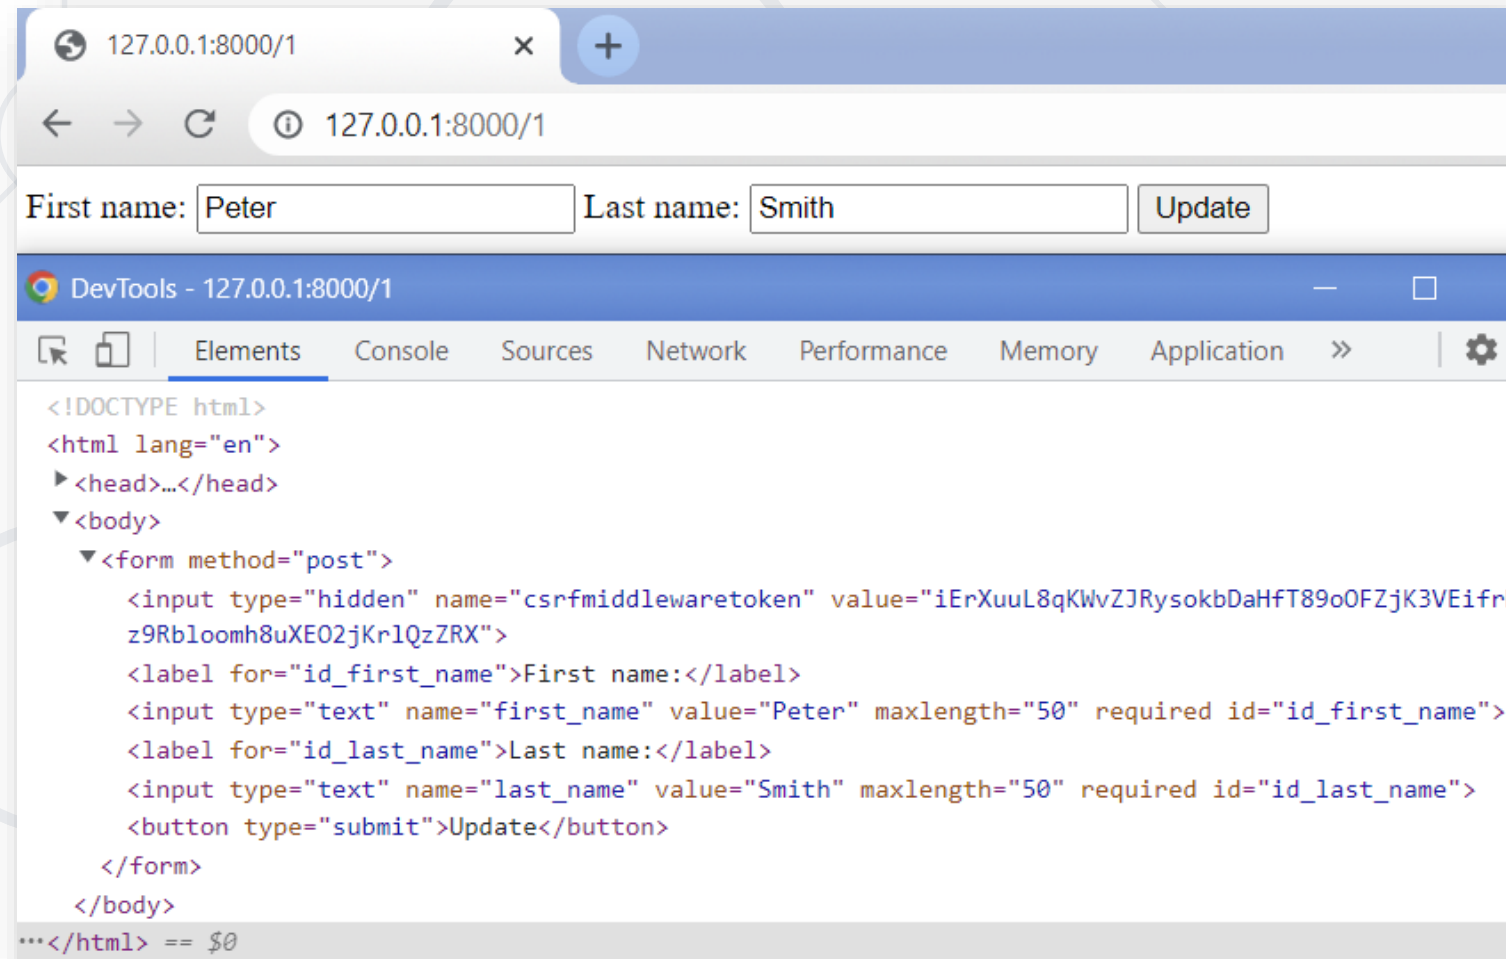 127.0.0.1:8000/1
127.0.0.1:8000/1
First name: Peter Last name: Smith Update
DevTools - 127.0.0.1:8000/1
Elements Console Sources Network Performance Memory Application »
<!DOCTYPE html>
<html lang="en">
<head>…</head>
<body>
<form method="post">
<input type="hidden" name="csrfmiddlewaretoken" value="iErXuuL8qKWvZJRysokbDaHfT89oOFZjK3VEifr
z9Rbloomh8uXEO2jKrlQzZRX">
<label for="id_first_name">First name:</label>
<input type="text" name="first_name" value="Peter" maxlength="50" required id="id_first_name">
<label for="id_last_name">Last name:</label>
<input type="text" name="last_name" value="Smith" maxlength="50" required id="id_last_name">
<button type="submit">Update</button>
</form>
</body>
…</html> == $0